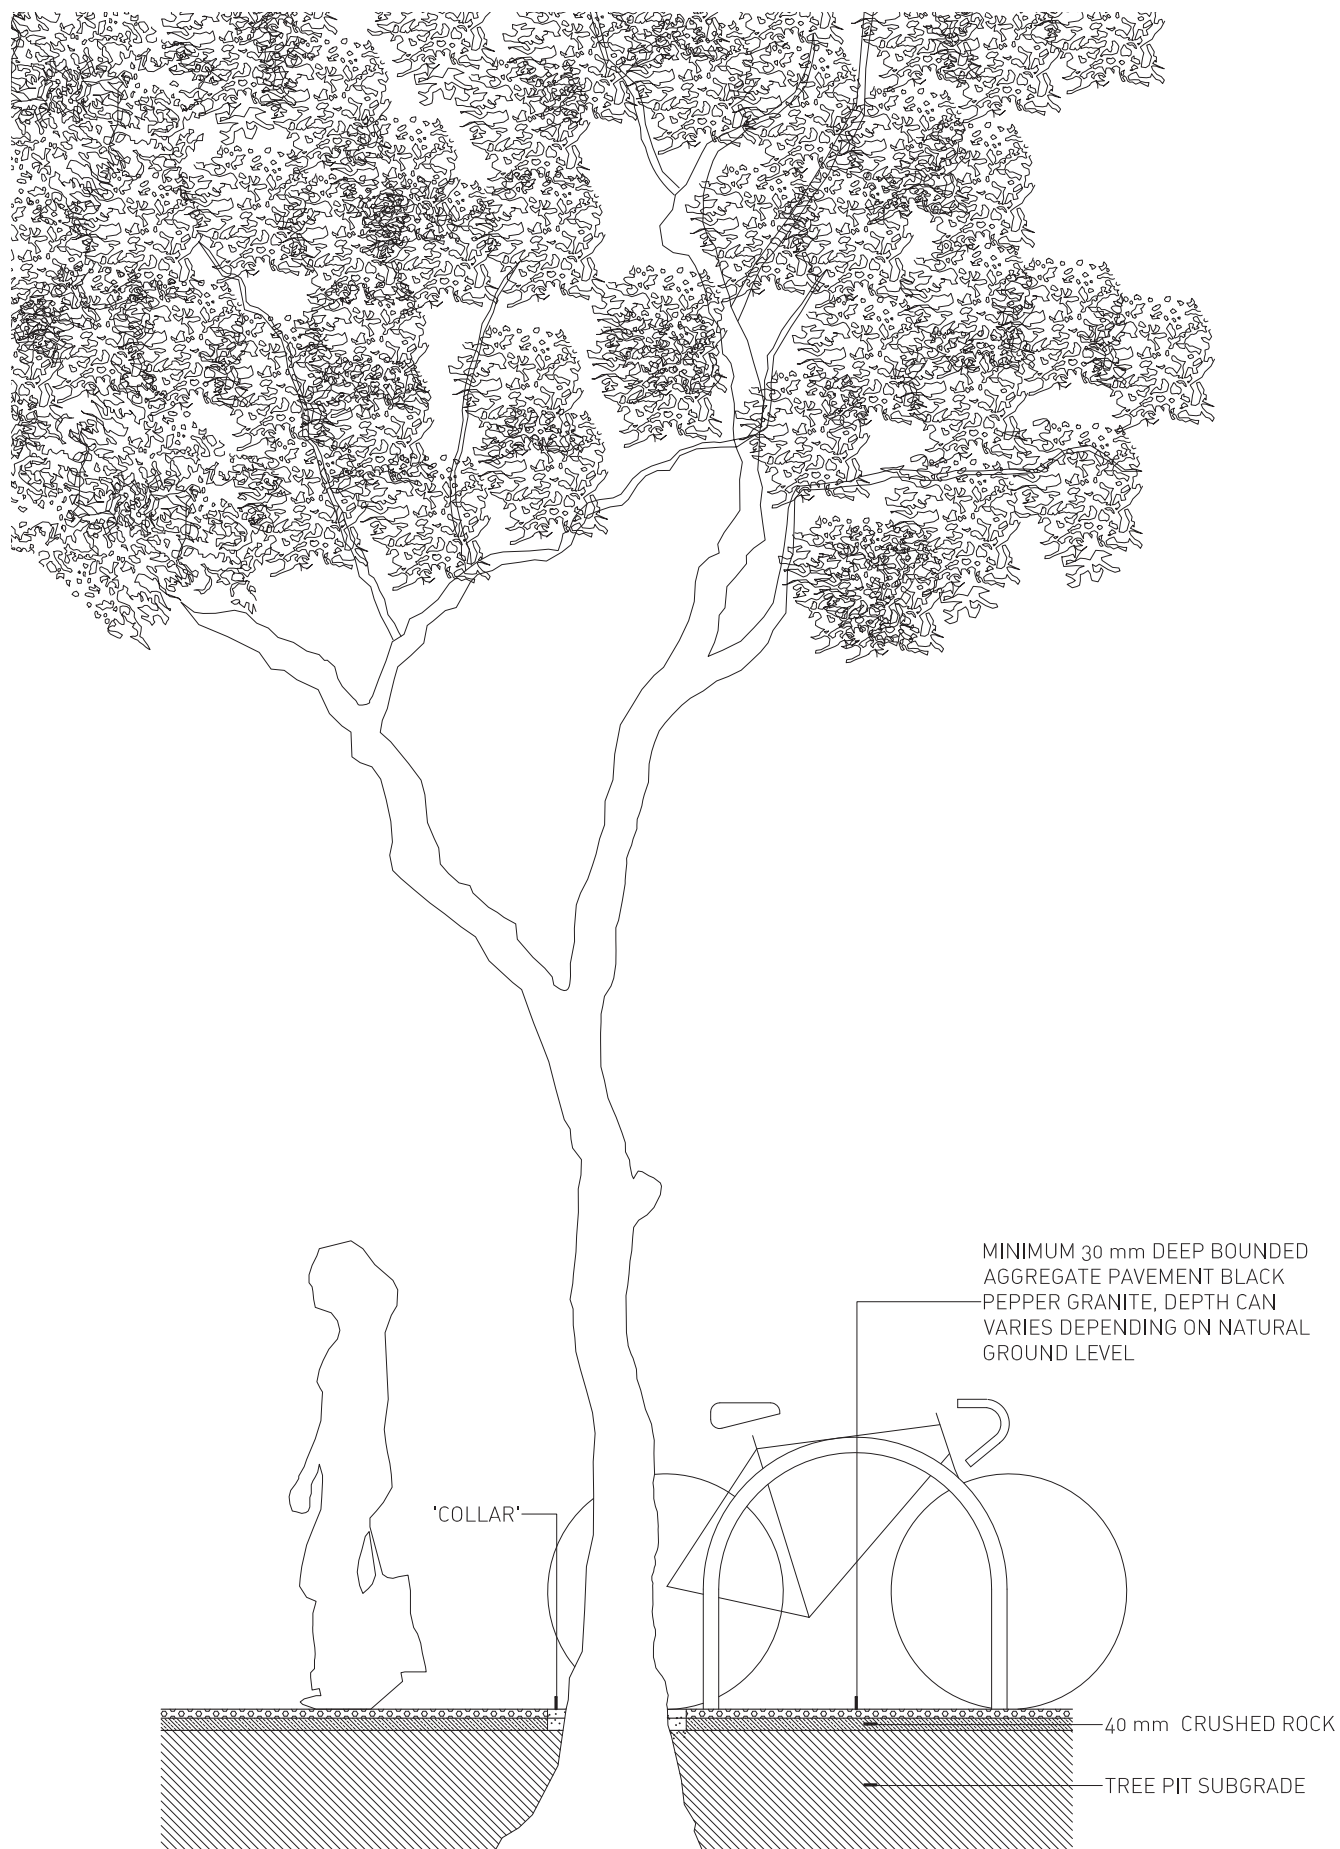 MINIMUM 30 mm DEEP BOUNDED
AGGREGATE PAVEMENT BLACK
PEPPER GRANITE, DEPTH CAN
VARIES DEPENDING ON NATURAL
GROUND LEVEL
'COLLAR'
40 mm CRUSHED ROCK
TREE PIT SUBGRADE